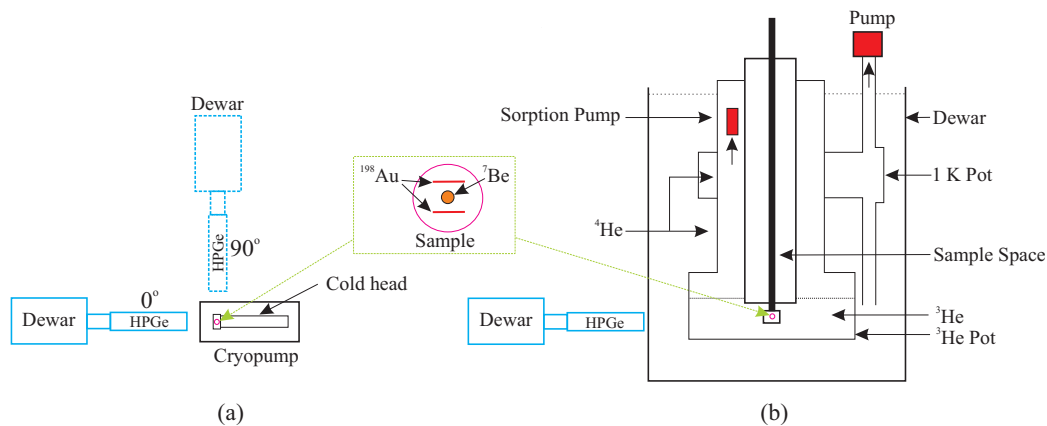 Dewar
HPGe
90°
0°
Dewar
HPGe
Cold head
Cryopump
(a)
¹⁹⁸Au
⁷Be
Sample
Pump
Sorption Pump
Dewar
1 K Pot
⁴He
Sample Space
Dewar
HPGe
³He
³He Pot
(b)